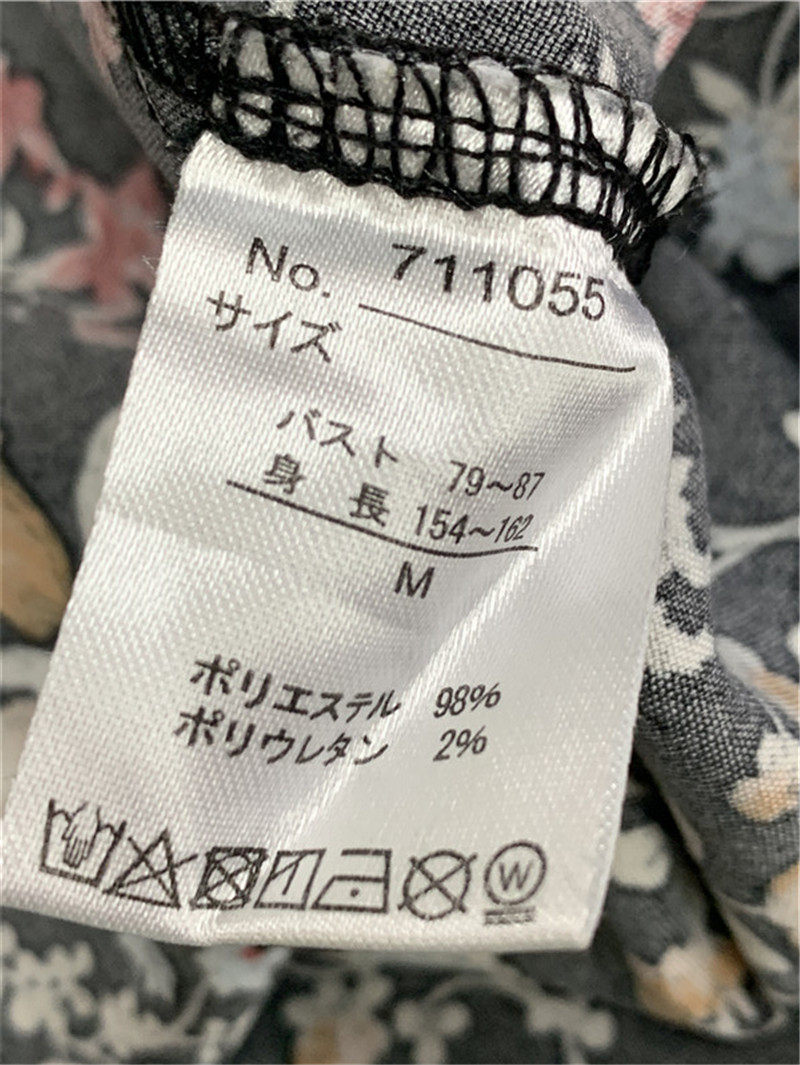 No. 711055
サイズ
バスト 79~87
身長 154~162
M
ポリエステル 98%
ポリウレタン 2%
W